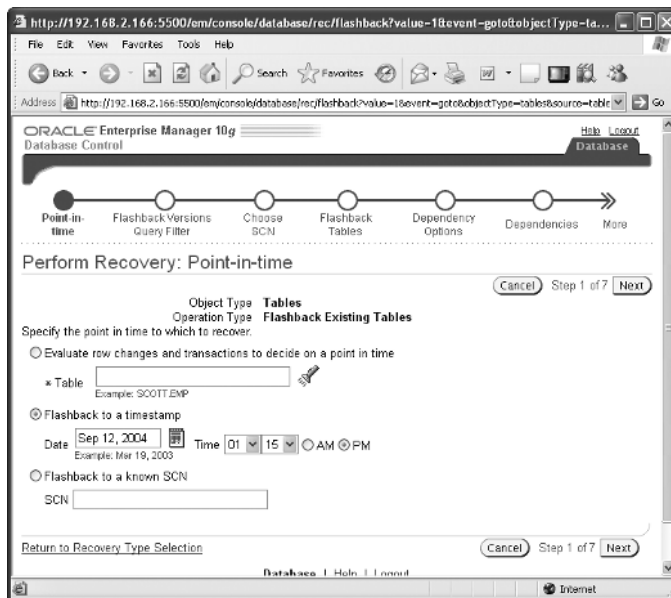 http://192.168.2.166:5500/em/console/database/rec/flashback?value=1&event=goto&objectType=ta...
File Edit View Favorites Tools Help
Back Search Favorites
Address http://192.168.2.166:5500/em/console/database/rec/flashback?value=1&event=goto&objectType=tables&source=table Go
ORACLE Enterprise Manager 10g
Database Control
Help Logout
Database
Point-in-time Flashback Versions Query Filter Choose SCN Flashback Tables Dependency Options Dependencies More
Perform Recovery: Point-in-time
Cancel Step 1 of 7 Next
Object Type Tables
Operation Type Flashback Existing Tables
Specify the point in time to which to recover.
Evaluate row changes and transactions to decide on a point in time
* Table
Example: SCOTT.EMP
Flashback to a timestamp
Date Sep 12, 2004 Time 01 15 AM PM
Example: Mar 19, 2003
Flashback to a known SCN
SCN
Return to Recovery Type Selection
Cancel Step 1 of 7 Next
Database | Help | Logout
Internet